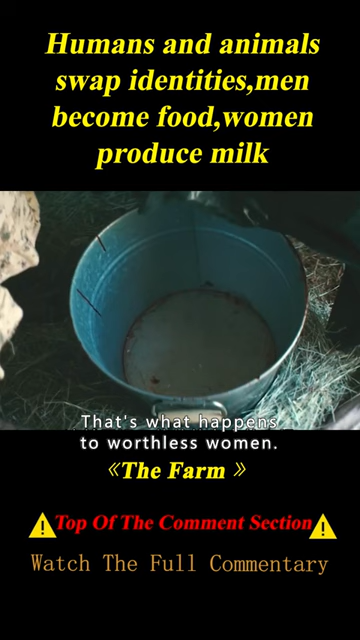 Humans and animals
swap identities,men
become food,women
produce milk
That's what happens
to worthless women.
《The Farm》
Top Of The Comment Section
Watch The Full Commentary